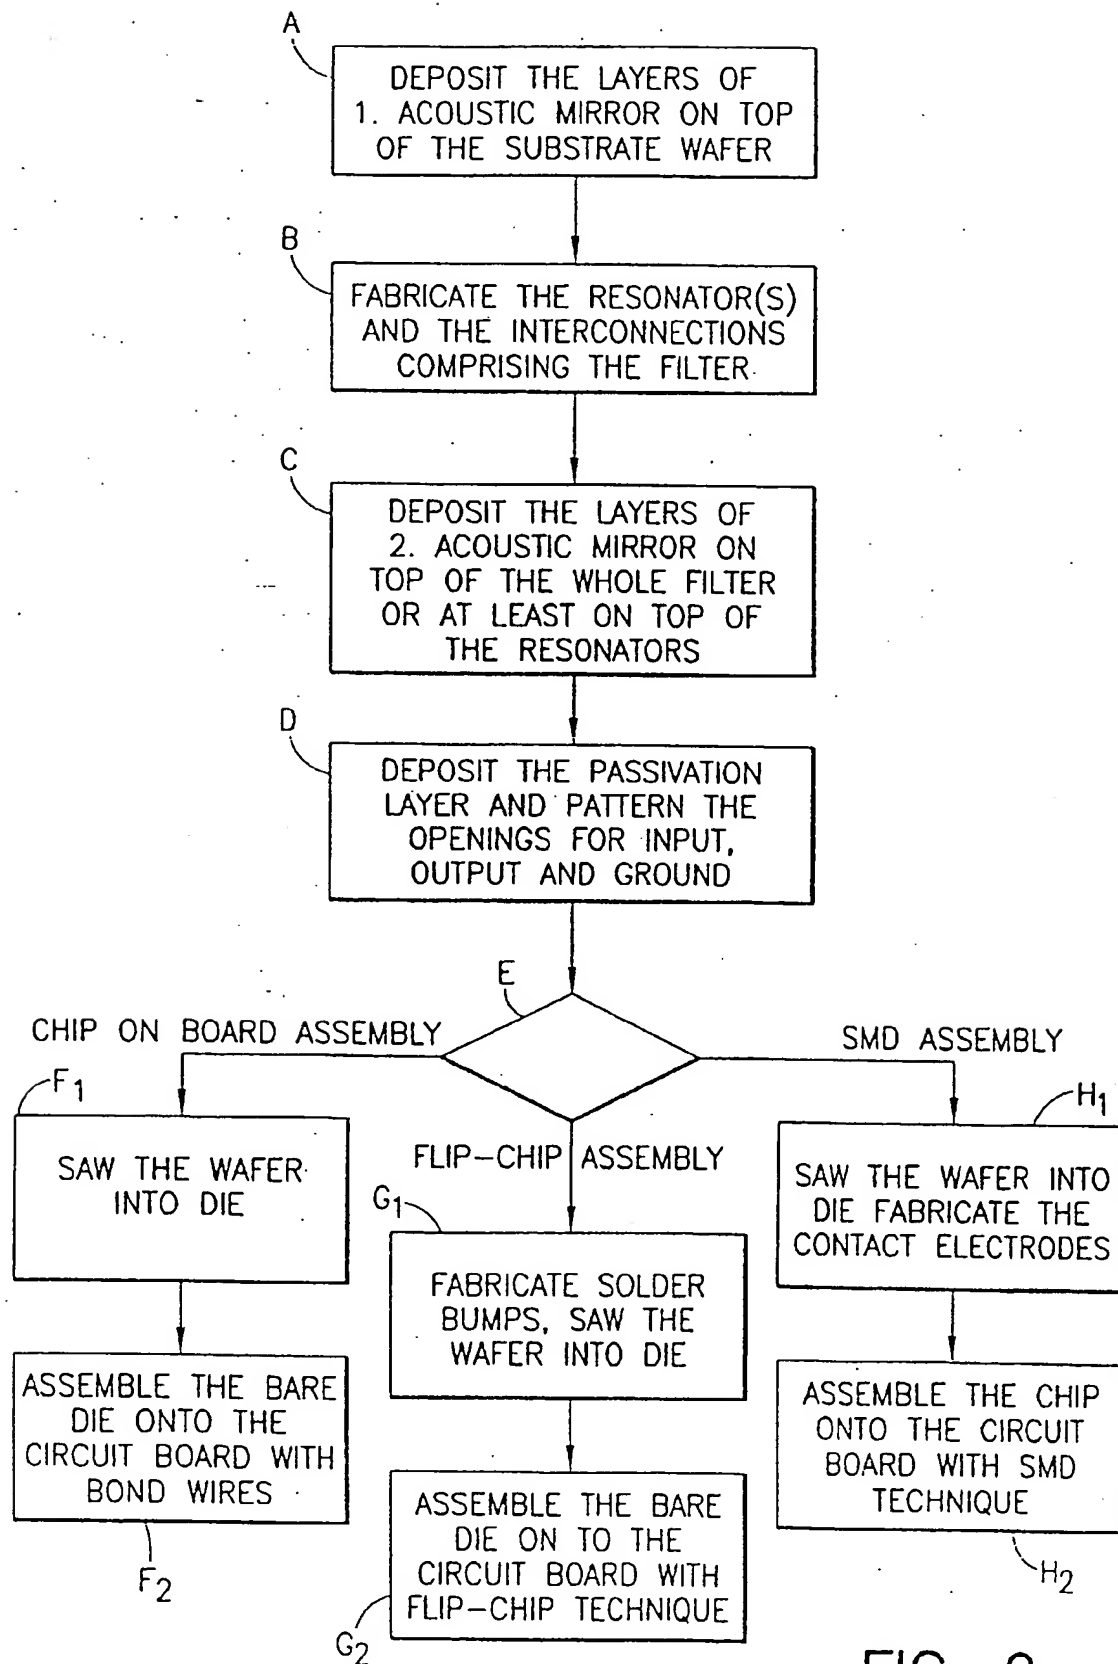 A
DEPOSIT THE LAYERS OF
1. ACOUSTIC MIRROR ON TOP
OF THE SUBSTRATE WAFER
B
FABRICATE THE RESONATOR(S)
AND THE INTERCONNECTIONS
COMPRISING THE FILTER
C
DEPOSIT THE LAYERS OF
2. ACOUSTIC MIRROR ON
TOP OF THE WHOLE FILTER
OR AT LEAST ON TOP OF
THE RESONATORS
D
DEPOSIT THE PASSIVATION
LAYER AND PATTERN THE
OPENINGS FOR INPUT,
OUTPUT AND GROUND
E
CHIP ON BOARD ASSEMBLY
SMD ASSEMBLY
FLIP-CHIP ASSEMBLY
F1
SAW THE WAFER
INTO DIE
ASSEMBLE THE BARE
DIE ONTO THE
CIRCUIT BOARD WITH
BOND WIRES
F2
G1
FABRICATE SOLDER
BUMPS, SAW THE
WAFER INTO DIE
ASSEMBLE THE BARE
DIE ON TO THE
CIRCUIT BOARD WITH
FLIP-CHIP TECHNIQUE
G2
H1
SAW THE WAFER INTO
DIE FABRICATE THE
CONTACT ELECTRODES
ASSEMBLE THE CHIP
ONTO THE CIRCUIT
BOARD WITH SMD
TECHNIQUE
H2